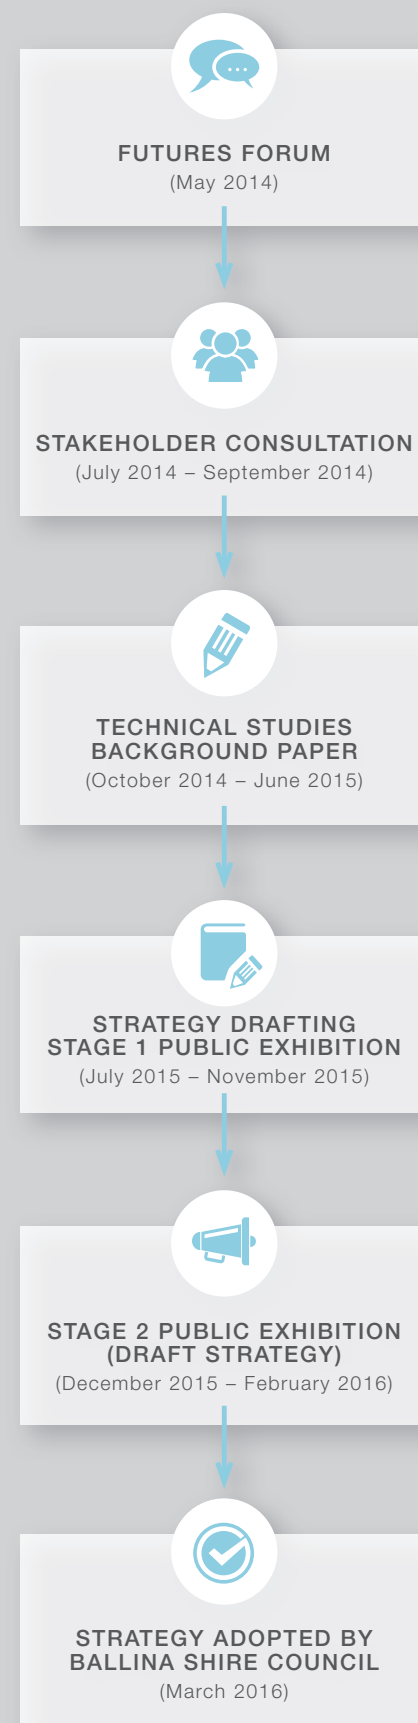 FUTURES FORUM
(May 2014)
STAKEHOLDER CONSULTATION
(July 2014 – September 2014)
TECHNICAL STUDIES
BACKGROUND PAPER
(October 2014 – June 2015)
STRATEGY DRAFTING
STAGE 1 PUBLIC EXHIBITION
(July 2015 – November 2015)
STAGE 2 PUBLIC EXHIBITION
(DRAFT STRATEGY)
(December 2015 – February 2016)
STRATEGY ADOPTED BY
BALLINA SHIRE COUNCIL
(March 2016)